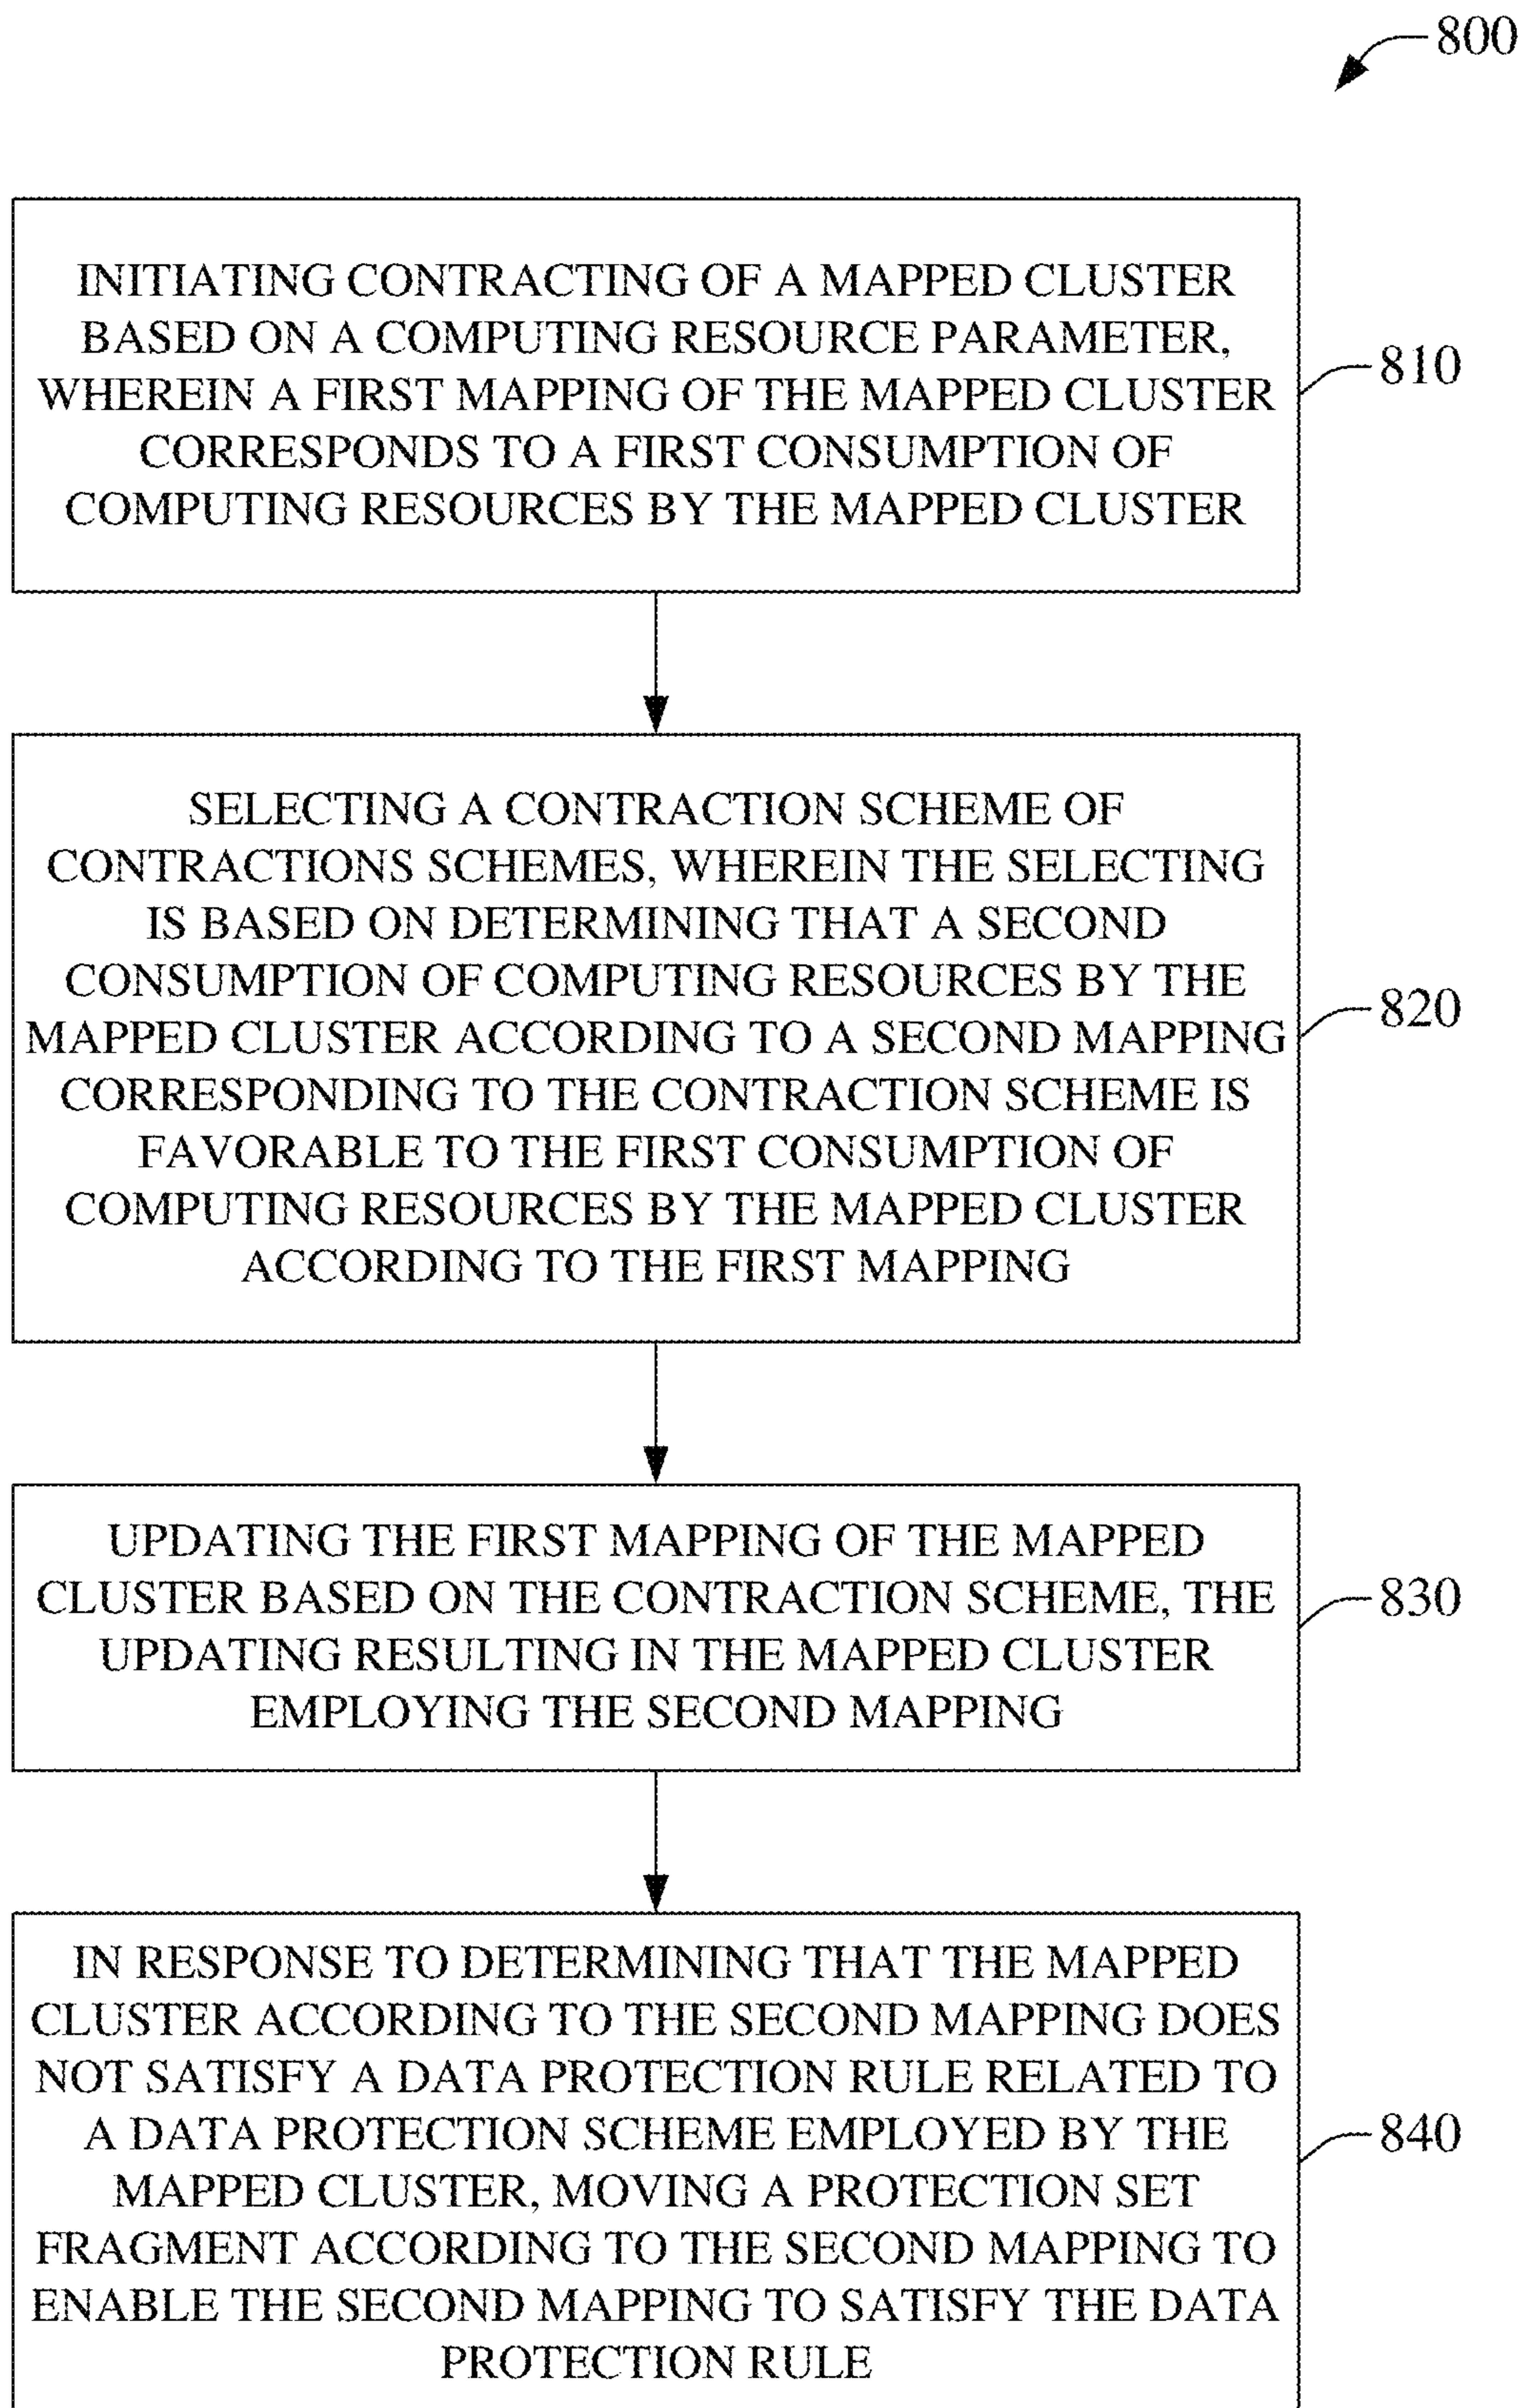 800
INITIATING CONTRACTING OF A MAPPED CLUSTER
BASED ON A COMPUTING RESOURCE PARAMETER,
WHEREIN A FIRST MAPPING OF THE MAPPED CLUSTER
CORRESPONDS TO A FIRST CONSUMPTION OF
COMPUTING RESOURCES BY THE MAPPED CLUSTER
810
SELECTING A CONTRACTION SCHEME OF
CONTRACTIONS SCHEMES, WHEREIN THE SELECTING
IS BASED ON DETERMINING THAT A SECOND
CONSUMPTION OF COMPUTING RESOURCES BY THE
MAPPED CLUSTER ACCORDING TO A SECOND MAPPING
CORRESPONDING TO THE CONTRACTION SCHEME IS
FAVORABLE TO THE FIRST CONSUMPTION OF
COMPUTING RESOURCES BY THE MAPPED CLUSTER
ACCORDING TO THE FIRST MAPPING
820
UPDATING THE FIRST MAPPING OF THE MAPPED
CLUSTER BASED ON THE CONTRACTION SCHEME, THE
UPDATING RESULTING IN THE MAPPED CLUSTER
EMPLOYING THE SECOND MAPPING
830
IN RESPONSE TO DETERMINING THAT THE MAPPED
CLUSTER ACCORDING TO THE SECOND MAPPING DOES
NOT SATISFY A DATA PROTECTION RULE RELATED TO
A DATA PROTECTION SCHEME EMPLOYED BY THE
MAPPED CLUSTER, MOVING A PROTECTION SET
FRAGMENT ACCORDING TO THE SECOND MAPPING TO
ENABLE THE SECOND MAPPING TO SATISFY THE DATA
PROTECTION RULE
840